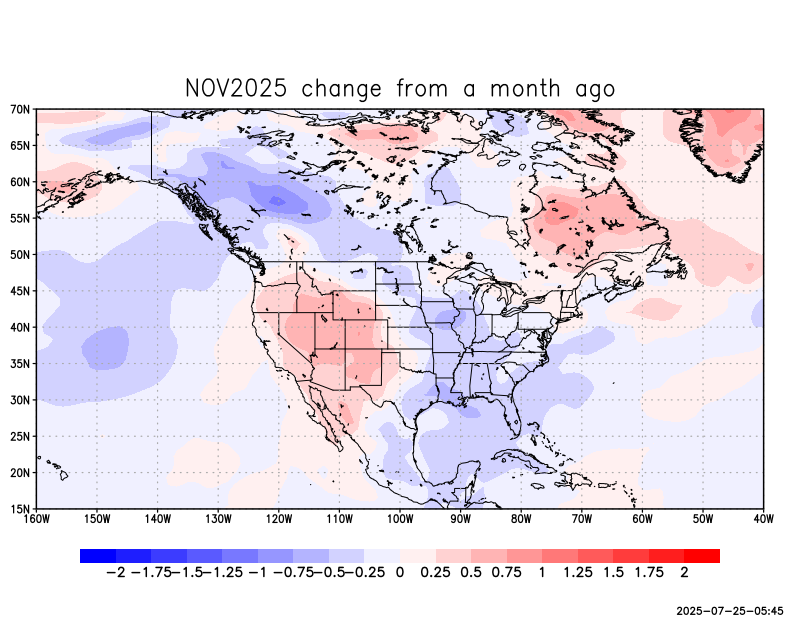 NOV2025 change from a month ago
70N
65N
60N
55N
50N
45N
40N
35N
30N
25N
20N
15N
160W 150W 140W 130W 120W 110W 100W 90W 80W 70W 60W 50W 40W
-2 -1.75 -1.5 -1.25 -1 -0.75 -0.5 -0.25 0 0.25 0.5 0.75 1 1.25 1.5 1.75 2
2025-07-25-05:45